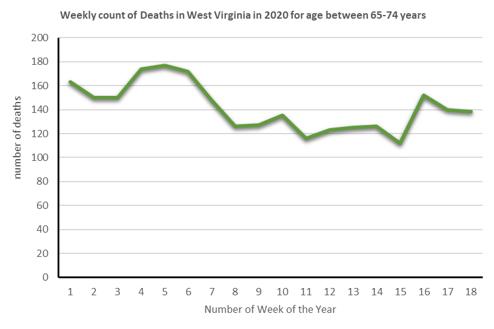 Weekly count of Deaths in West Virginia in 2020 for age between 65-74 years
number of deaths
200
180
160
140
120
100
80
60
40
20
0
1 2 3 4 5 6 7 8 9 10 11 12 13 14 15 16 17 18
Number of Week of the Year